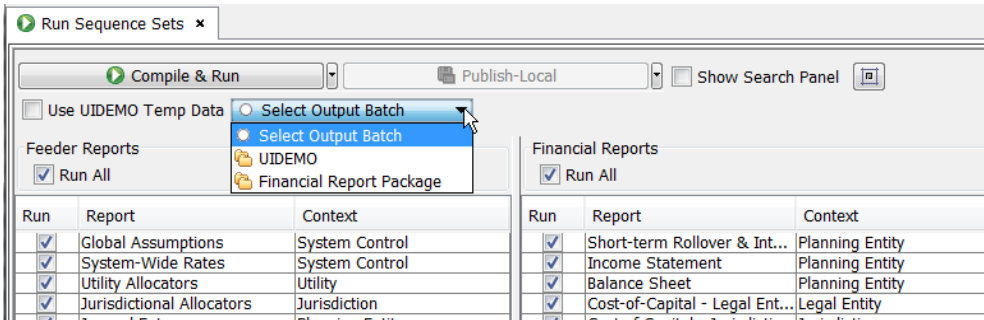 Run Sequence Sets
Compile & Run Publish-Local Show Search Panel
Use UIDEMO Temp Data Select Output Batch
Select Output Batch
UIDEMO
Financial Report Package
Feeder Reports
Run All
Run Report Context
Global Assumptions System Control
System-Wide Rates System Control
Utility Allocators Utility
Jurisdictional Allocators Jurisdiction
Financial Reports
Run All
Run Report Context
Short-term Rollover & Int... Planning Entity
Income Statement Planning Entity
Balance Sheet Planning Entity
Cost-of-Capital - Legal Ent... Legal Entity